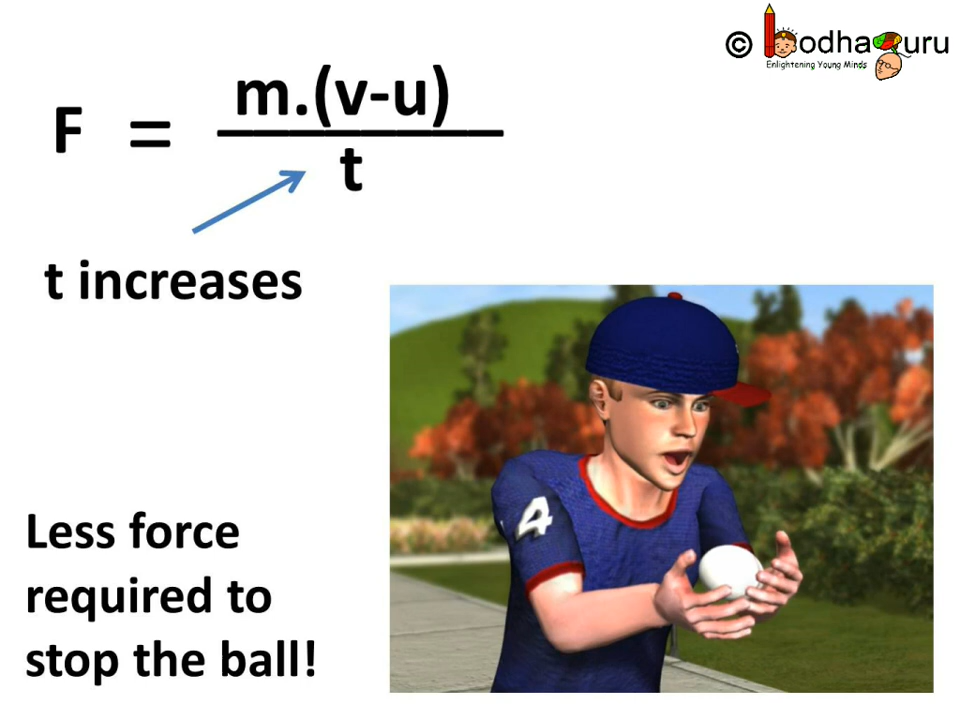 © BodhaGuru
Enlightening Young Minds
F = m.(v-u)
t
t increases
Less force
required to
stop the ball!
4